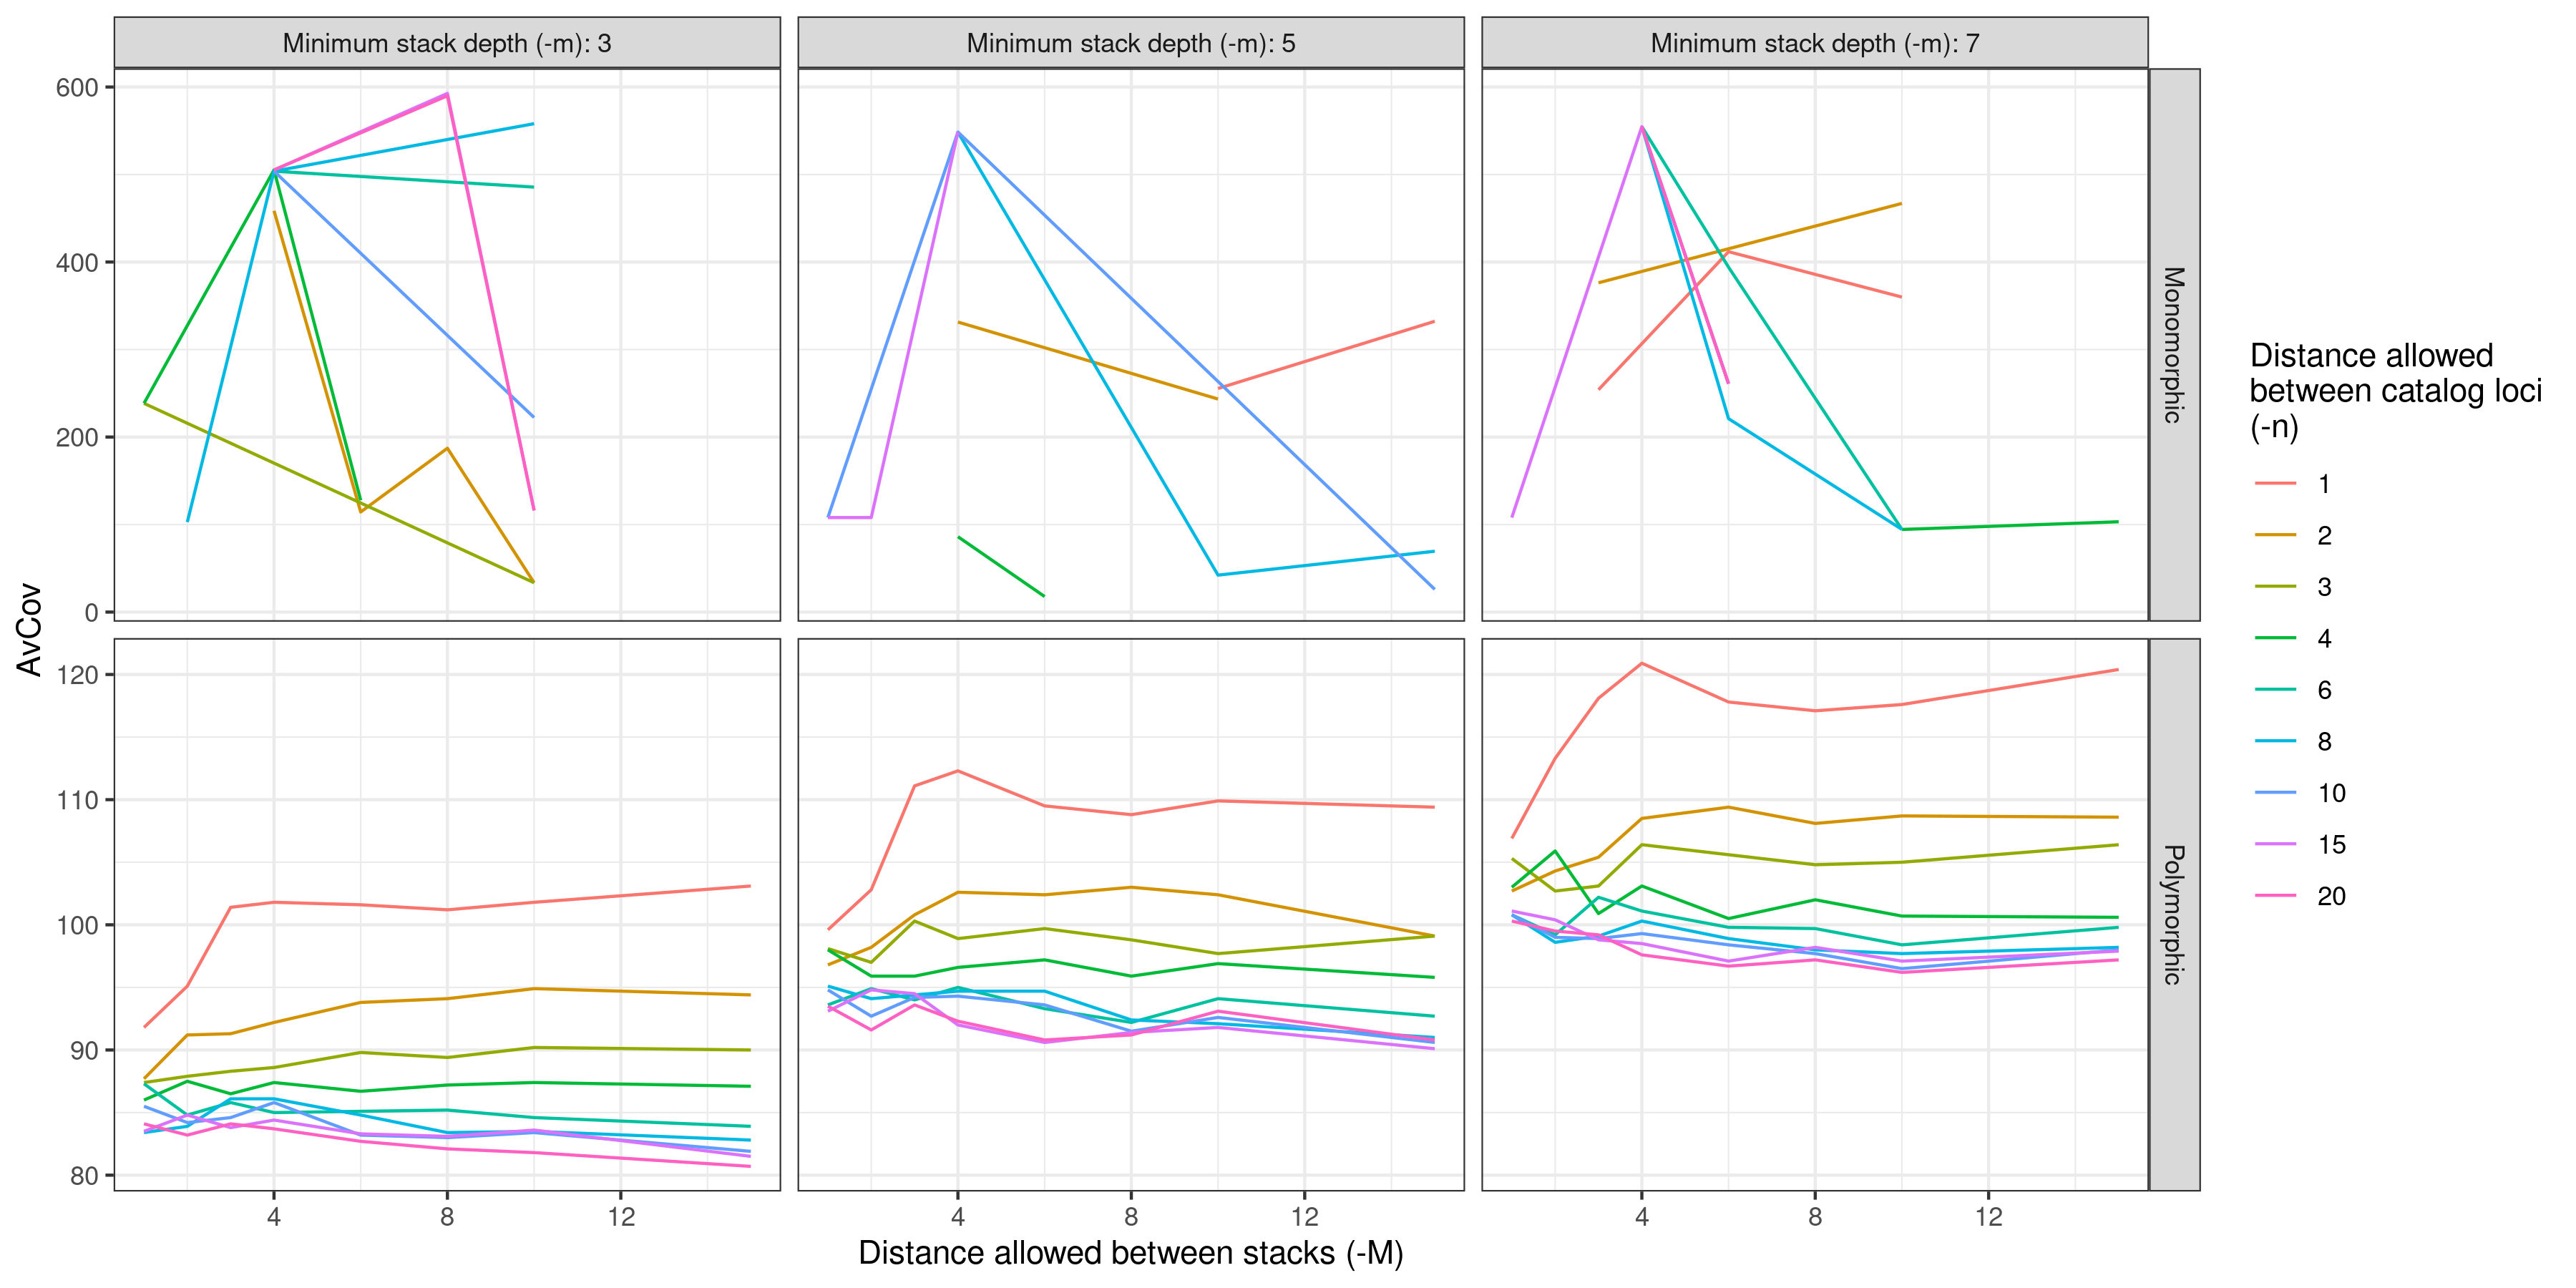 Minimum stack depth (-m): 3
Minimum stack depth (-m): 5
Minimum stack depth (-m): 7
600
400
200
0
Monomorphic
120
110
100
90
80
Polymorphic
AvCov
4
8
12
4
8
12
4
8
12
Distance allowed between stacks (-M)
Distance allowed
between catalog loci
(-n)
1
2
3
4
6
8
10
15
20